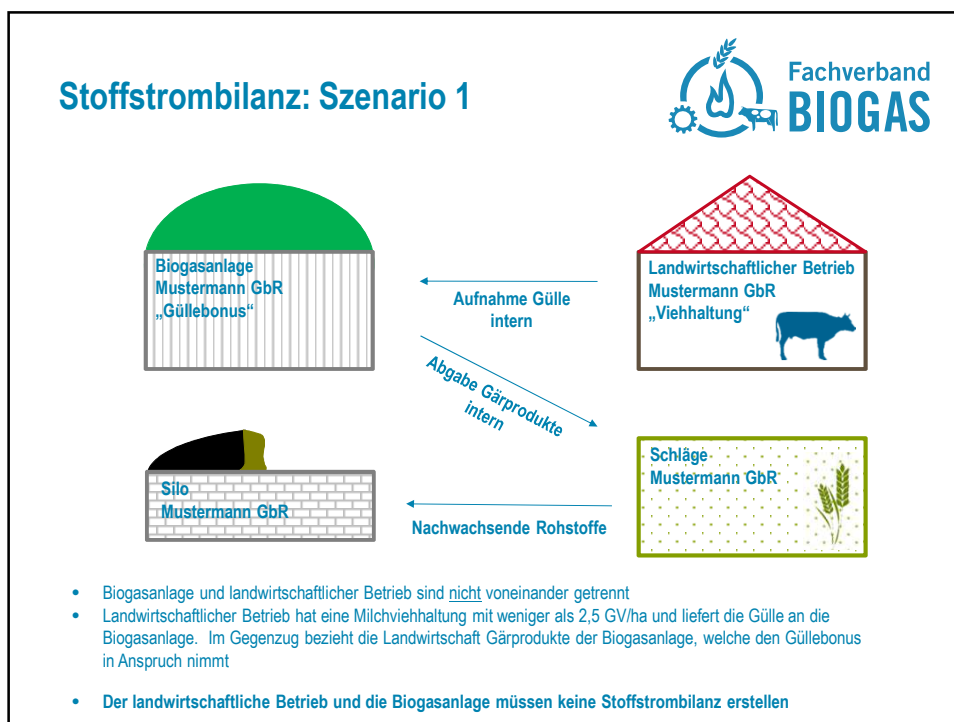 Stoffstrombilanz: Szenario 1
Fachverband
BIOGAS
Biogasanlage
Mustermann GbR
„Güllebonus“
Aufnahme Gülle
intern
Landwirtschaftlicher Betrieb
Mustermann GbR
„Viehhaltung“
Abgabe Gärprodukte
intern
Silo
Mustermann GbR
Nachwachsende Rohstoffe
Schläge
Mustermann GbR
• Biogasanlage und landwirtschaftlicher Betrieb sind nicht voneinander getrennt
• Landwirtschaftlicher Betrieb hat eine Milchviehhaltung mit weniger als 2,5 GV/ha und liefert die Gülle an die
Biogasanlage. Im Gegenzug bezieht die Landwirtschaft Gärprodukte der Biogasanlage, welche den Güllebonus
in Anspruch nimmt
• Der landwirtschaftliche Betrieb und die Biogasanlage müssen keine Stoffstrombilanz erstellen